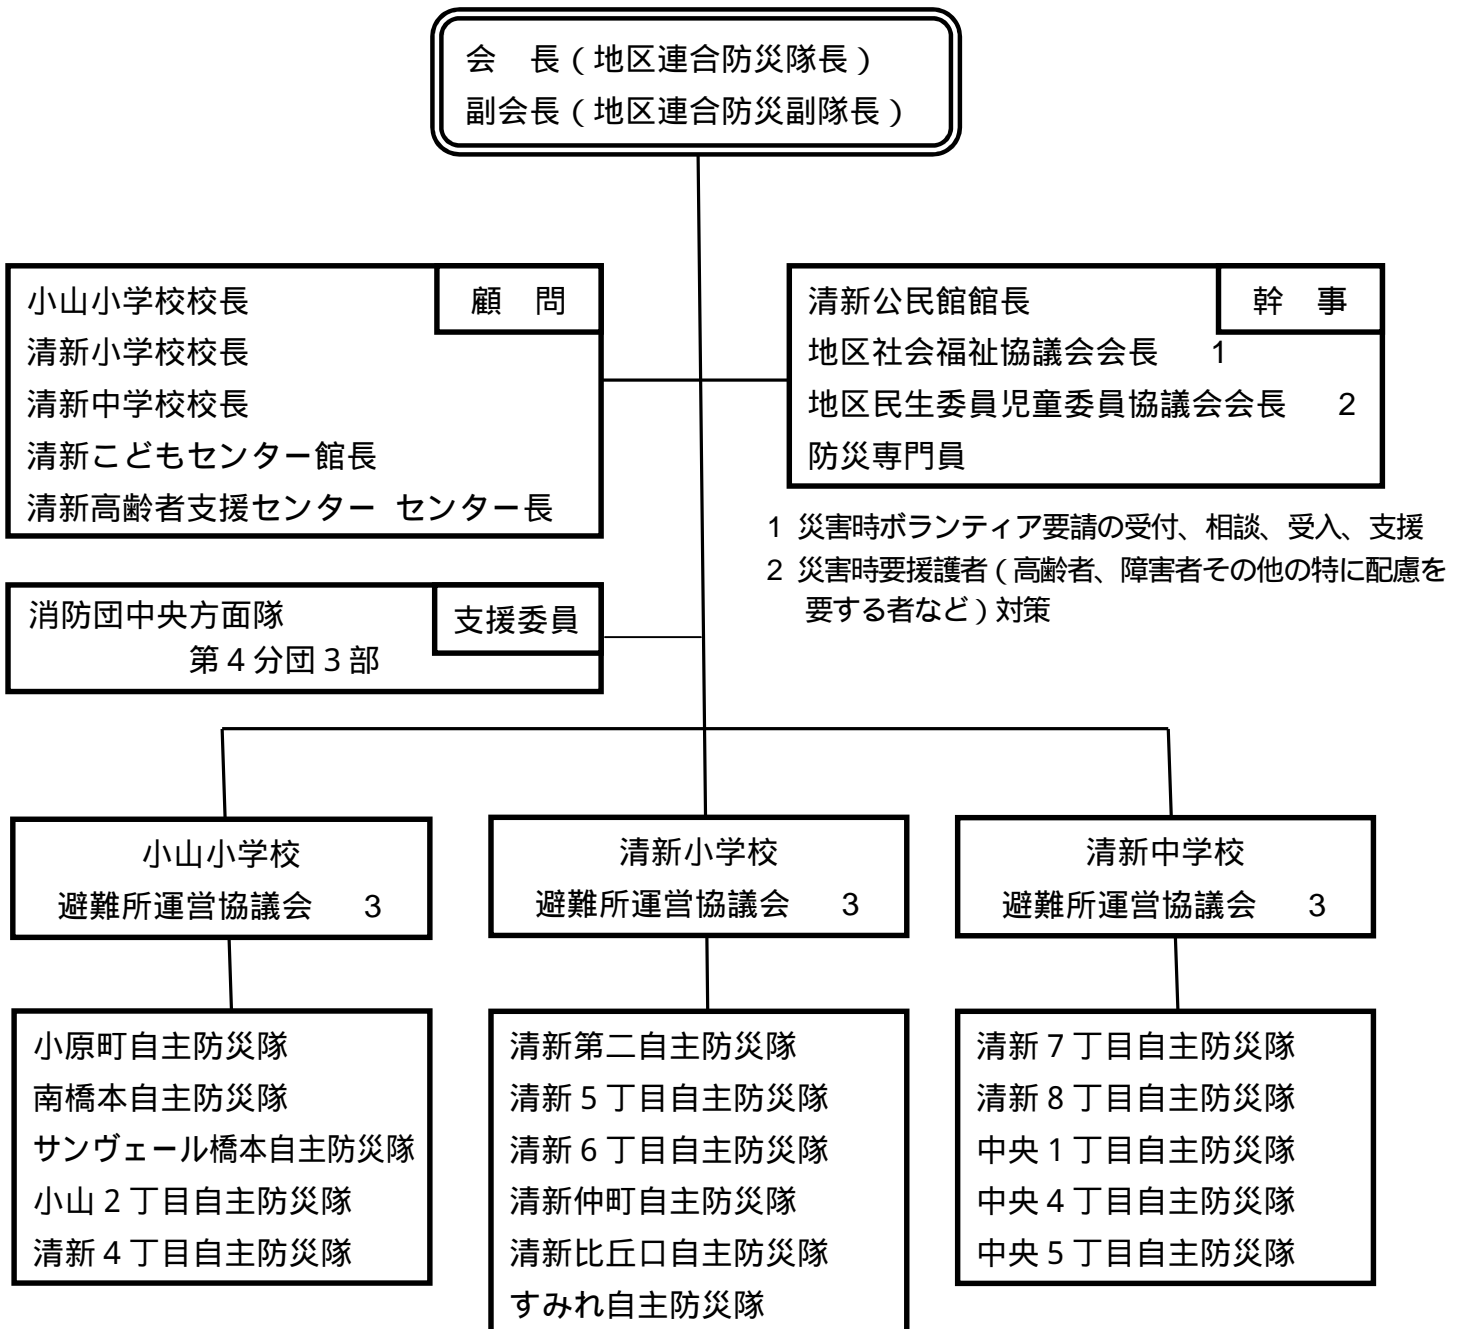 会　長（地区連合防災隊長）
副会長（地区連合防災副隊長）
顧　問
小山小学校校長
清新小学校校長
清新中学校校長
清新こどもセンター館長
清新高齢者支援センター センター長
幹　事
清新公民館館長
地区社会福祉協議会会長　1
地区民生委員児童委員協議会会長　2
防災専門員
1 災害時ボランティア要請の受付、相談、受入、支援
2 災害時要援護者（高齢者、障害者その他の特に配慮を
要する者など）対策
支援委員
消防団中央方面隊
第４分団３部
小山小学校
避難所運営協議会　3
清新小学校
避難所運営協議会　3
清新中学校
避難所運営協議会　3
小原町自主防災隊
南橋本自主防災隊
サンヴェール橋本自主防災隊
小山２丁目自主防災隊
清新４丁目自主防災隊
清新第二自主防災隊
清新５丁目自主防災隊
清新６丁目自主防災隊
清新仲町自主防災隊
清新比丘口自主防災隊
すみれ自主防災隊
清新７丁目自主防災隊
清新８丁目自主防災隊
中央１丁目自主防災隊
中央４丁目自主防災隊
中央５丁目自主防災隊